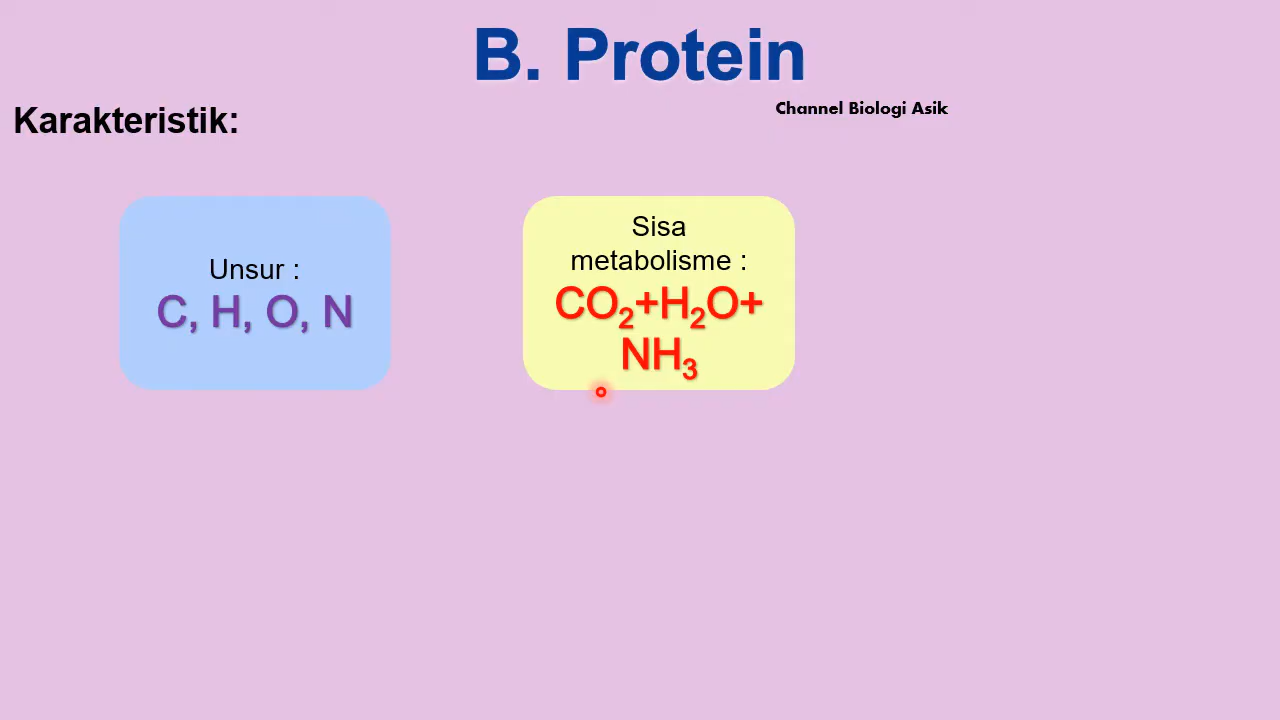 B. Protein
Channel Biologi Asik
Karakteristik:
Unsur :
C, H, O, N
Sisa
metabolisme :
CO₂+H₂O+
NH₃